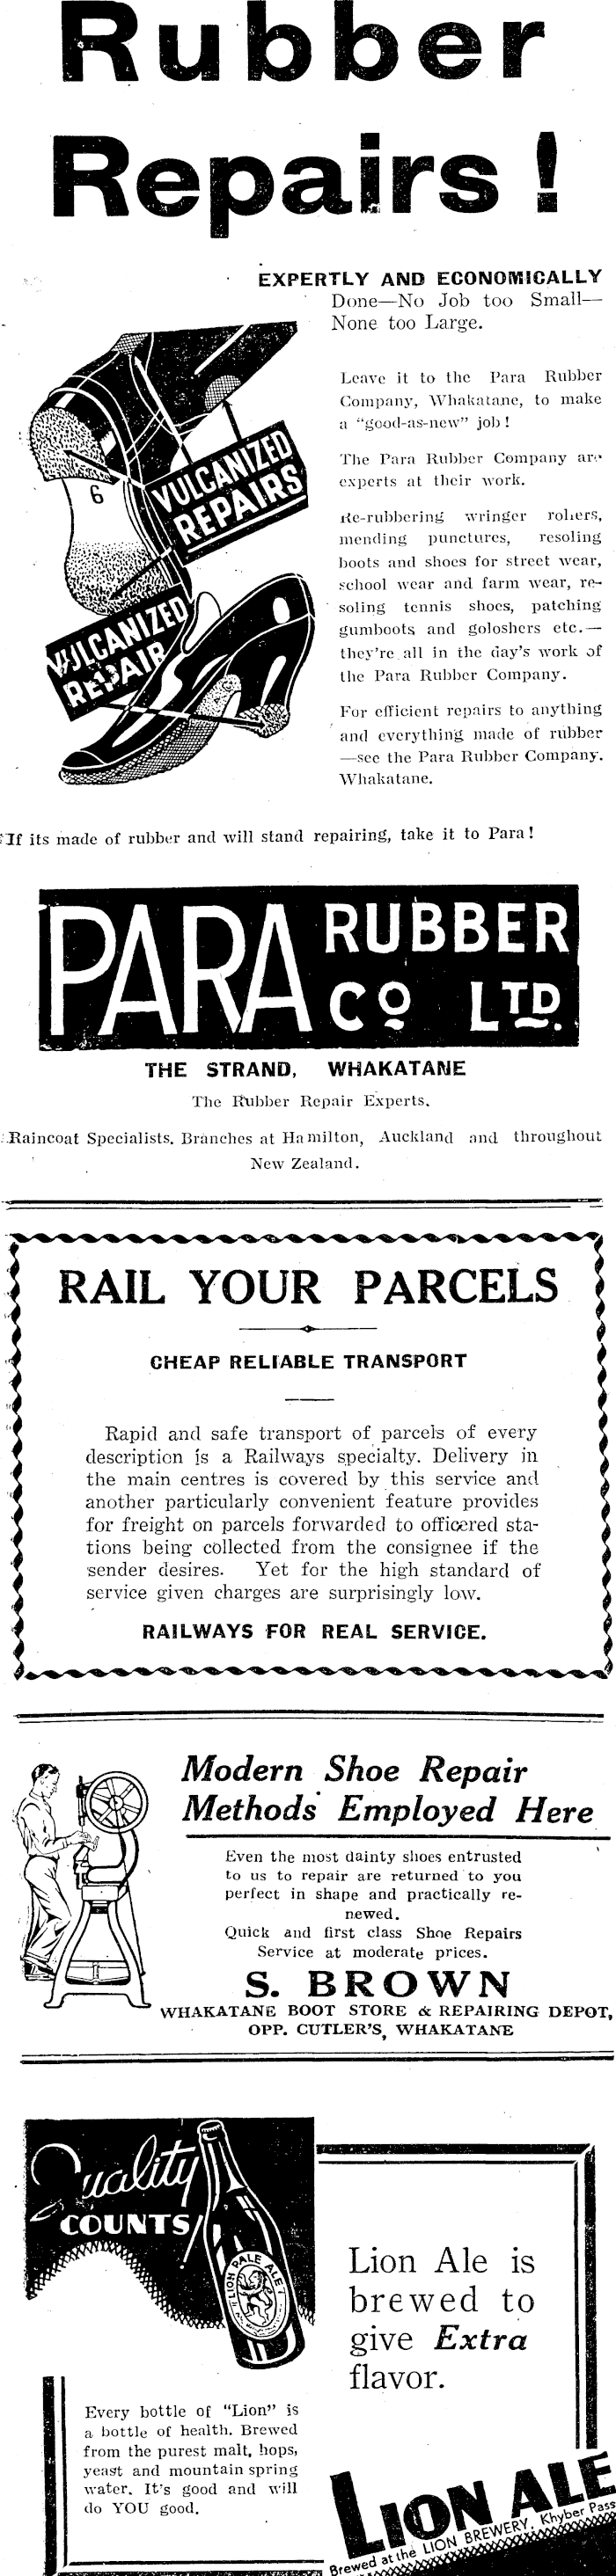 Rubber
Repairs!
EXPERTLY AND ECONOMICALLY
Done—No Job too Small—
None too Large.
Leave it to the Para Rubber
Company, Whakatane, to make
a "good-as-new" job!
The Para Rubber Company are
experts at their work.
Re-rubbering wringer rollers,
mending punctures, resoling
boots and shoes for street wear,
school wear and farm wear, re-
soling tennis shoes, patching
gumboots and goloshers etc.—
they're all in the day's work of
the Para Rubber Company.
For efficient repairs to anything
and everything made of rubber
—see the Para Rubber Company.
Whakatane.
6
VULCANIZED
REPAIRS
VULCANIZED
REPAIR
If its made of rubber and will stand repairing, take it to Para!
PARA RUBBER
CO LTD.
THE STRAND, WHAKATANE
The Rubber Repair Experts.
Raincoat Specialists. Branches at Hamilton, Auckland and throughout
New Zealand.
RAIL YOUR PARCELS
CHEAP RELIABLE TRANSPORT
Rapid and safe transport of parcels of every
description is a Railways specialty. Delivery in
the main centres is covered by this service and
another particularly convenient feature provides
for freight on parcels forwarded to officered sta-
tions being collected from the consignee if the
sender desires. Yet for the high standard of
service given charges are surprisingly low.
RAILWAYS FOR REAL SERVICE.
Modern Shoe Repair
Methods Employed Here
Even the most dainty shoes entrusted
to us to repair are returned to you
perfect in shape and practically re-
newed.
Quick and first class Shoe Repairs
Service at moderate prices.
S. BROWN
WHAKATANE BOOT STORE & REPAIRING DEPOT,
OPP. CUTLER'S, WHAKATANE
Quality
COUNTS
"LION PALE ALE"
Lion Ale is
brewed to
give Extra
flavor.
Every bottle of "Lion" is
a bottle of health. Brewed
from the purest malt, hops,
yeast and mountain spring
water. It's good and will
do YOU good.
LION ALE
Brewed at the LION BREWERY, Khyber Pass